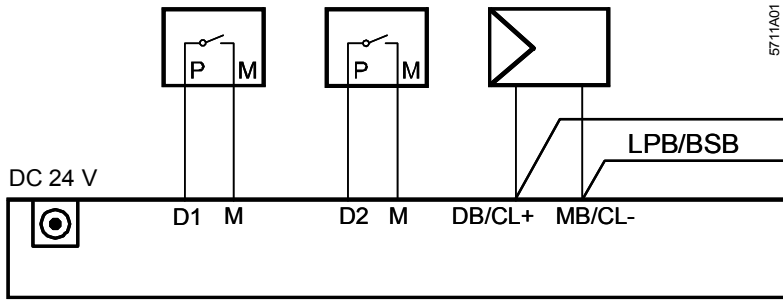 5711A01
P M
P M
LPB/BSB
DC 24 V
D1 M D2 M DB/CL+ MB/CL-